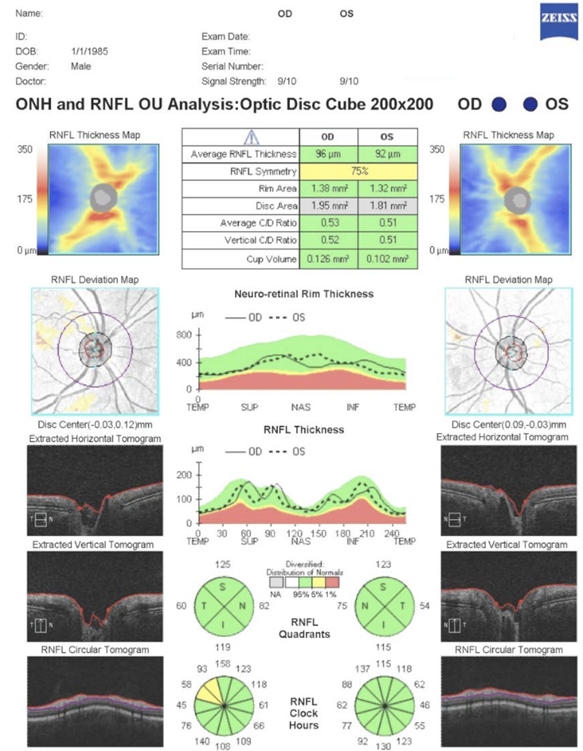 Name:
OD OS
ZEISS
ID: Exam Date:
DOB: 1/1/1985 Exam Time:
Gender: Male Serial Number:
Doctor: Signal Strength: 9/10 9/10
ONH and RNFL OU Analysis:Optic Disc Cube 200x200 OD OS
RNFL Thickness Map
350
175
0 µm
OD OS
Average RNFL Thickness 96 µm 92 µm
RNFL Symmetry 75%
Rim Area 1.38 mm² 1.32 mm²
Disc Area 1.95 mm² 1.81 mm²
Average C/D Ratio 0.53 0.51
Vertical C/D Ratio 0.52 0.51
Cup Volume 0.126 mm³ 0.102 mm³
RNFL Thickness Map
350
175
0 µm
RNFL Deviation Map
Disc Center(-0.03,0.12)mm
Neuro-retinal Rim Thickness
µm OD OS
800
400
0
TEMP SUP NAS INF TEMP
RNFL Deviation Map
Disc Center(0.09,-0.03)mm
Extracted Horizontal Tomogram
T N
RNFL Thickness
µm OD OS
200
100
0
0 30 60 90 120 150 180 210 240
TEMP SUP NAS INF TEMP
Extracted Horizontal Tomogram
T N
Extracted Vertical Tomogram
T N
Diversified:
Distribution of Normals
NA 95% 5% 1%
125
60 S T N I 82
119
RNFL
Quadrants
123
75 S N T I 54
115
Extracted Vertical Tomogram
T N
RNFL Circular Tomogram
158
93 123
58 118
45 61
76 66
140 109
108
RNFL
Clock
Hours
115
137 118
88 62
62 46
77 55
92 123
130
RNFL Circular Tomogram